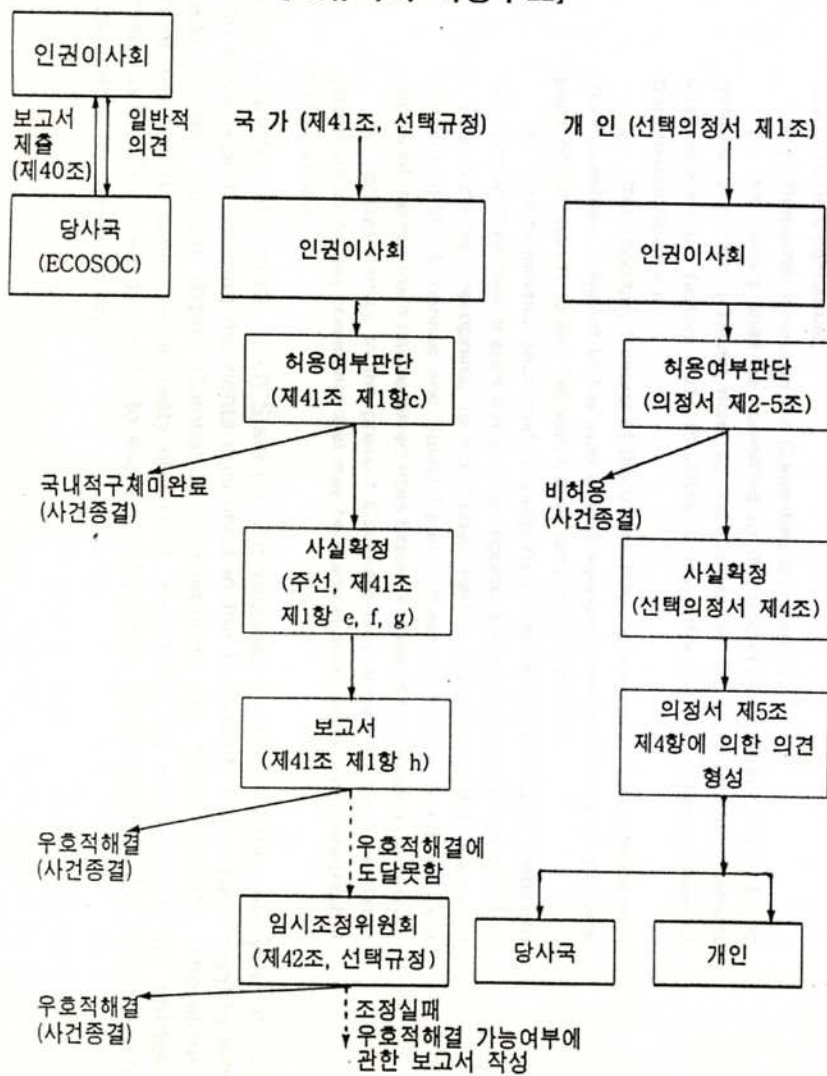 인권이사회
보고서
제출
(제40조)
일반적
의견
당사국
(ECOSOC)
국 가 (제41조, 선택규정)
인권이사회
허용여부판단
(제41조 제1항c)
국내적구체미완료
(사건종결)
사실확정
(주선, 제41조
제1항 e, f, g)
보고서
(제41조 제1항 h)
우호적해결
(사건종결)
우호적해결에
도달못함
임시조정위원회
(제42조, 선택규정)
우호적해결
(사건종결)
조정실패
우호적해결 가능여부에
관한 보고서 작성
개 인 (선택의정서 제1조)
인권이사회
허용여부판단
(의정서 제2-5조)
비허용
(사건종결)
사실확정
(선택의정서 제4조)
의정서 제5조
제4항에 의한 의견
형성
당사국
개인